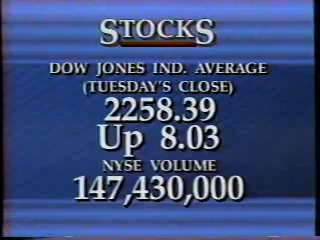 STOCKS
DOW JONES IND. AVERAGE
(TUESDAY'S CLOSE)
2258.39
Up 8.03
NYSE VOLUME
147,430,000